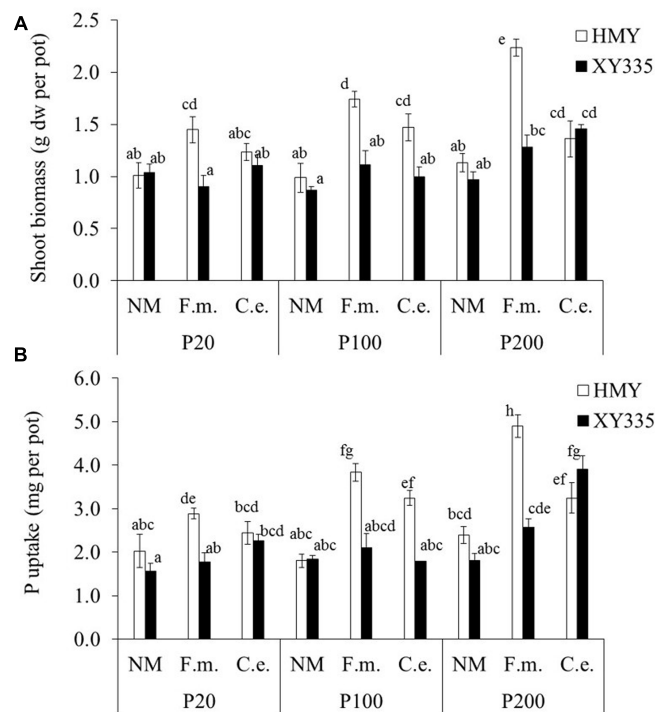 A
Shoot biomass (g dw per pot)
2.5
2.0
1.5
1.0
0.5
0.0
HMY
XY335
ab ab cd a abc ab ab a d ab cd ab ab ab e bc cd cd
NM F.m. C.e. NM F.m. C.e. NM F.m. C.e.
P20 P100 P200
B
P uptake (mg per pot)
6.0
5.0
4.0
3.0
2.0
1.0
0.0
HMY
XY335
abc a de ab bcd bcd abc abc fg abcd ef abc bcd abc h cde ef fg
NM F.m. C.e. NM F.m. C.e. NM F.m. C.e.
P20 P100 P200